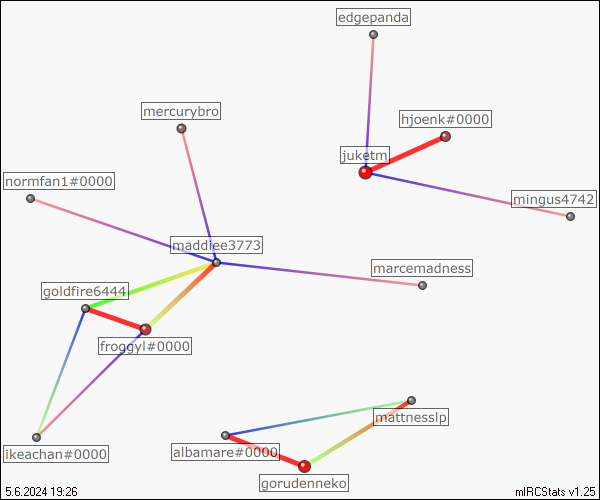 edgepanda
mercurybro
hjoenk#0000
juketm
normfan1#0000
mingus4742
maddiee3773
marcemadness
goldfire6444
froggyl#0000
mattnesslp
albamare#0000
ikeachan#0000
gorudenneko
5.6.2024 19:26
mIRCStats v1.25